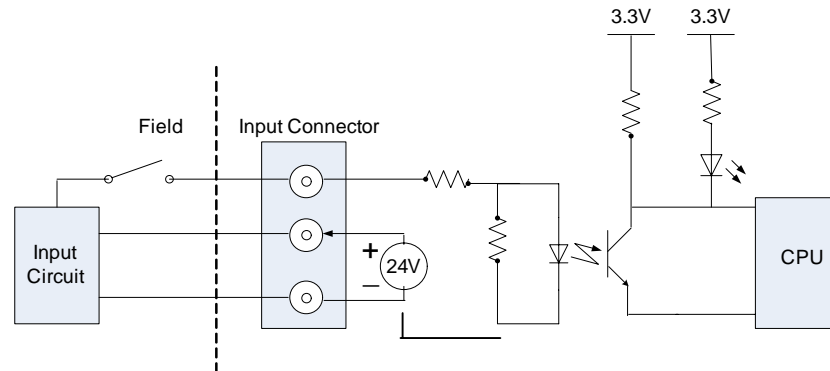 3.3V
3.3V
Field
Input Connector
Input
Circuit
+
24V
–
CPU